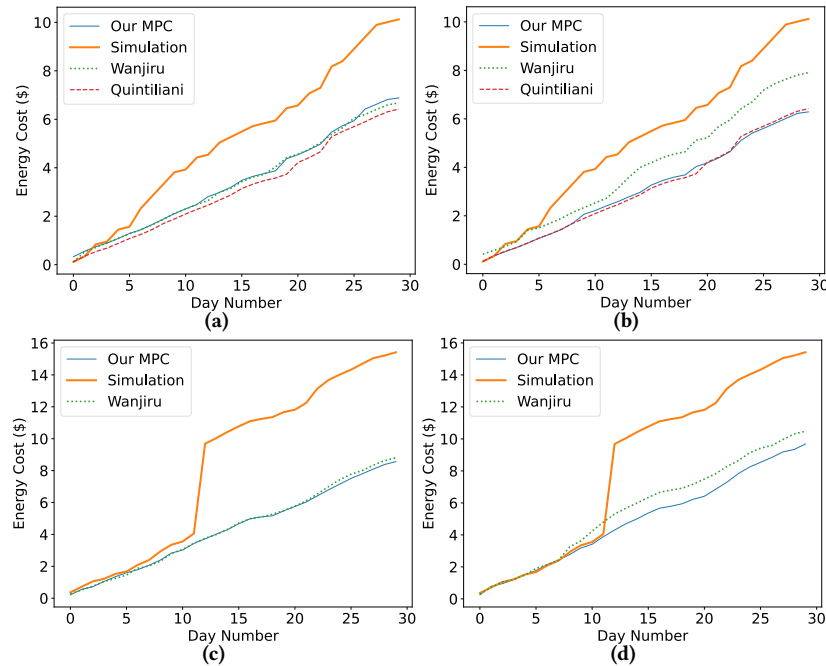 10
8
6
4
2
0
Energy Cost ($)
Our MPC
Simulation
Wanjiru
Quintiliani
0 5 10 15 20 25 30
Day Number
(a)
10
8
6
4
2
0
Energy Cost ($)
Our MPC
Simulation
Wanjiru
Quintiliani
0 5 10 15 20 25 30
Day Number
(b)
16
14
12
10
8
6
4
2
0
Energy Cost ($)
Our MPC
Simulation
Wanjiru
0 5 10 15 20 25 30
Day Number
(c)
16
14
12
10
8
6
4
2
0
Energy Cost ($)
Our MPC
Simulation
Wanjiru
0 5 10 15 20 25 30
Day Number
(d)